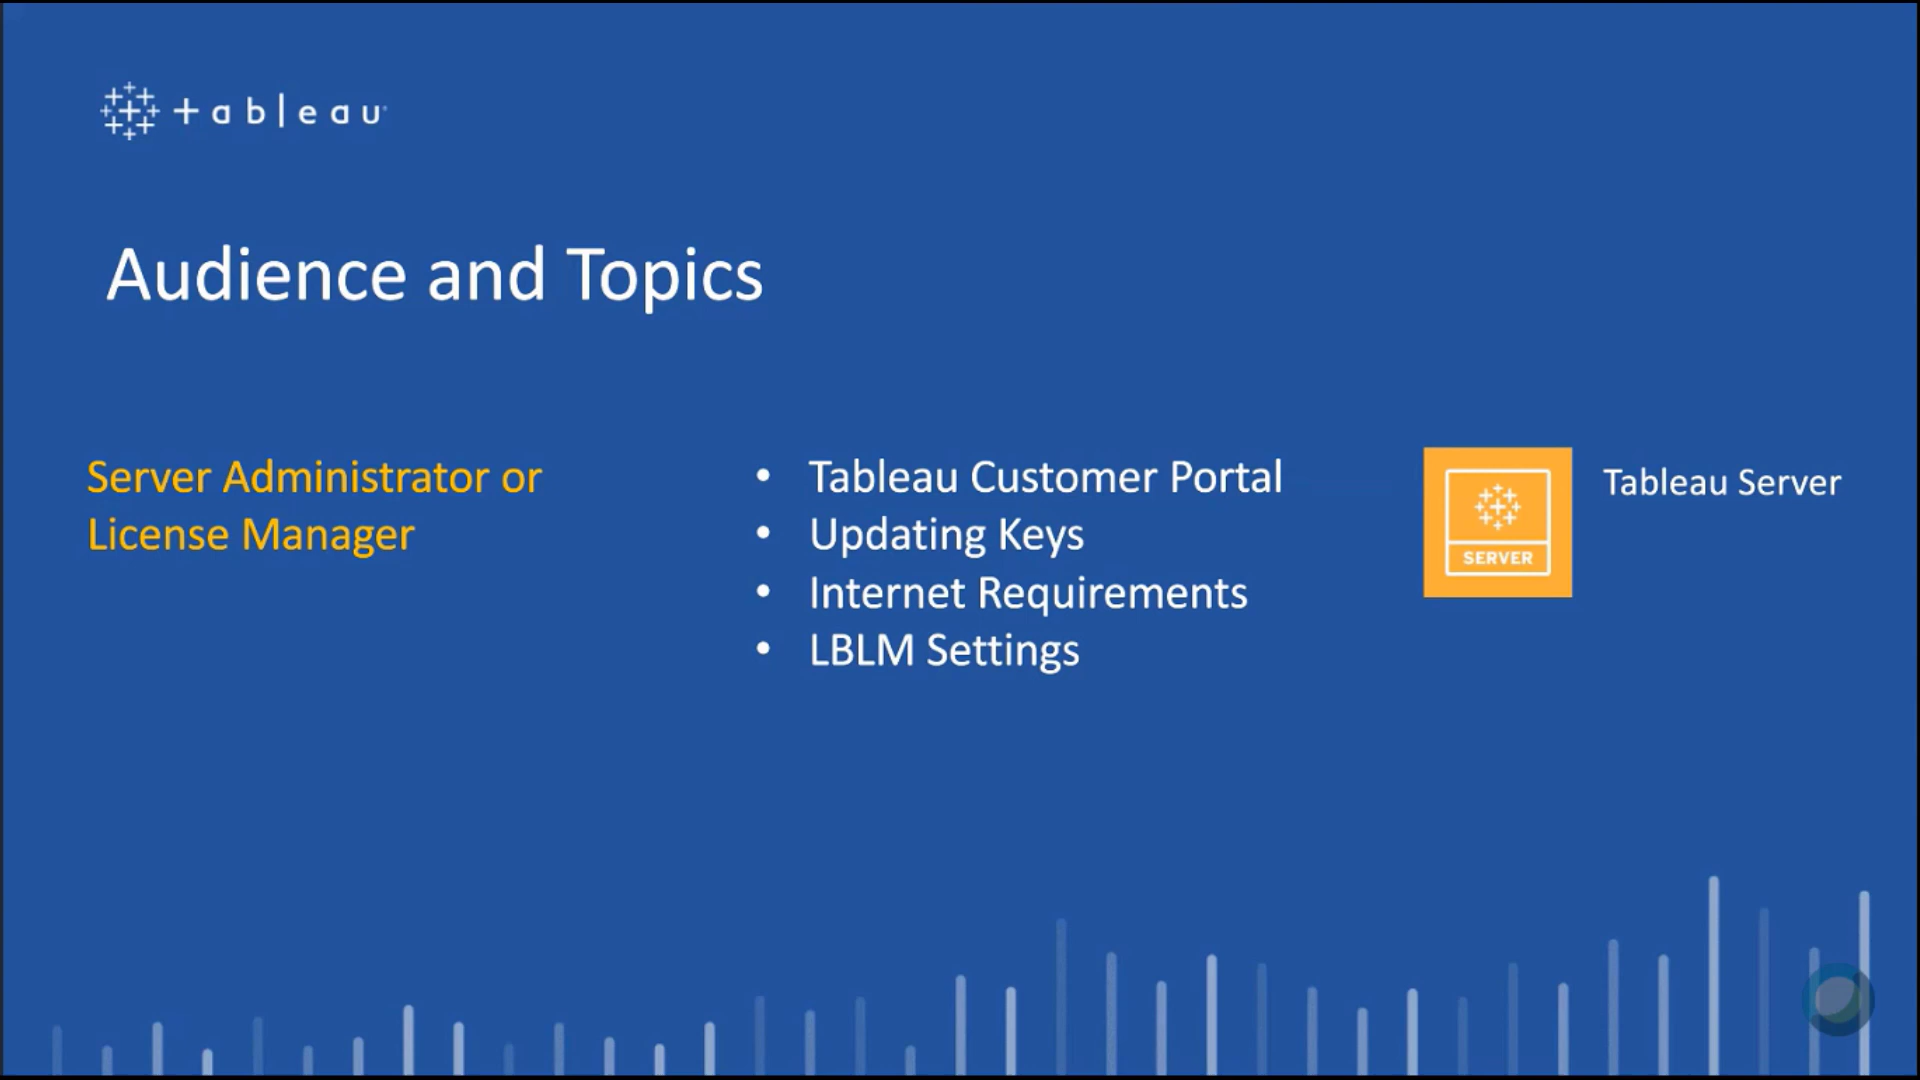 tableau
Audience and Topics
Server Administrator or
License Manager
• Tableau Customer Portal
• Updating Keys
• Internet Requirements
• LBLM Settings
SERVER
Tableau Server